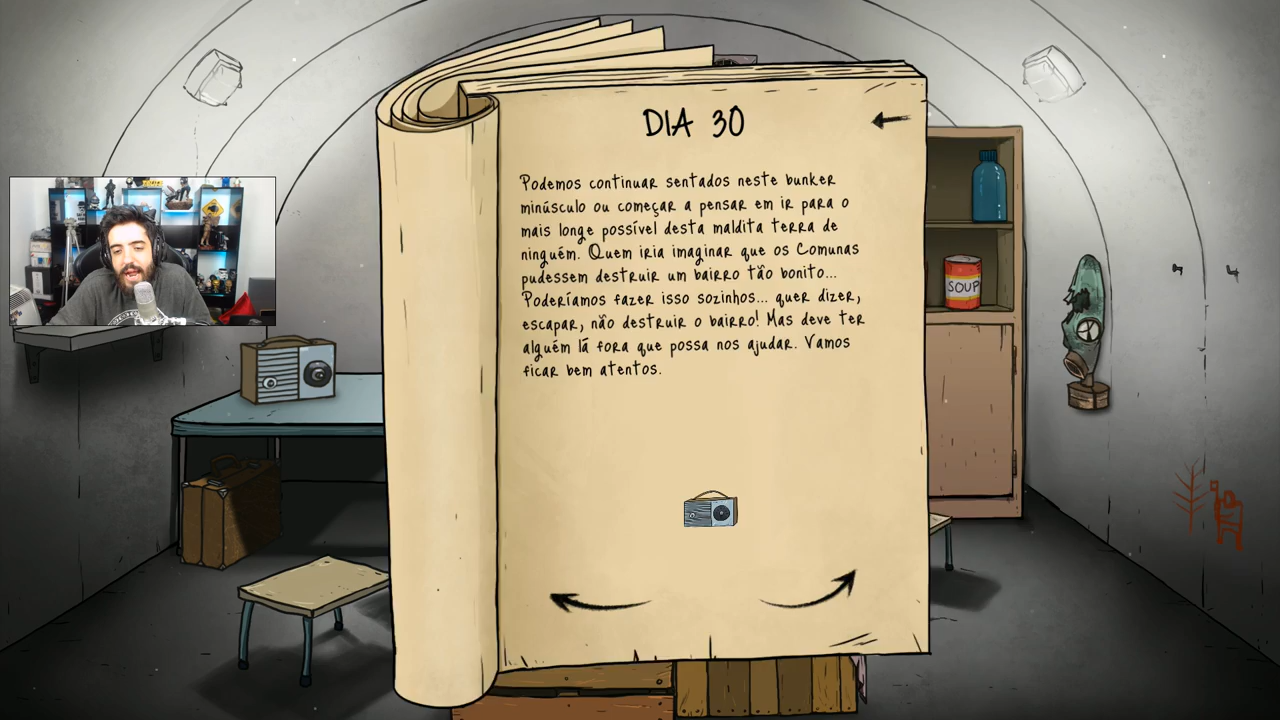 DIA 30
Podemos continuar sentados neste bunker
minúsculo ou começar a pensar em ir para o
mais longe possível desta maldita terra de
ninguém. Quem iria imaginar que os Comunas
pudessem destruir um bairro tão bonito...
Poderíamos fazer isso sozinhos... quer dizer,
escapar, não destruir o bairro! Mas deve ter
alguém lá fora que possa nos ajudar. Vamos
ficar bem atentos.
SOUP